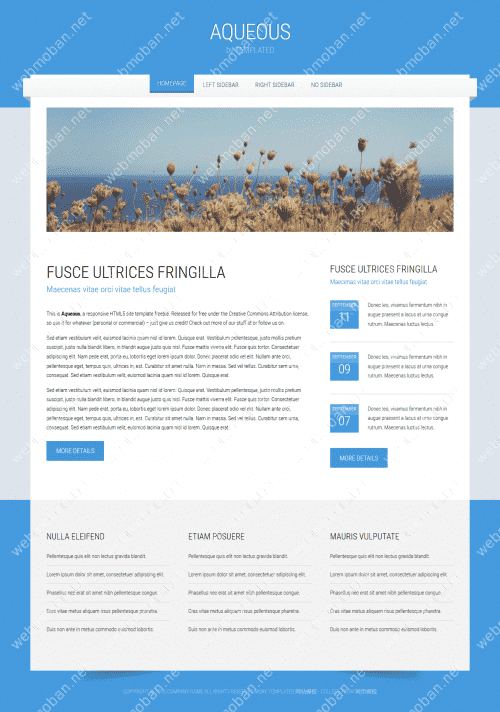 AQUEOUS
by TEMPLATED
HOMEPAGE LEFT SIDEBAR RIGHT SIDEBAR NO SIDEBAR
FUSCE ULTRICES FRINGILLA
Maecenas vitae orci vitae tellus feugiat
This is Aqueous, a responsive HTML5 site template freebie. Released for free under the Creative Commons Attribution license,
so use it for whatever (personal or commercial) – just give us credit! Check out more of our stuff at or follow us on
Sed etiam vestibulum velit, euismod lacinia quam nisl id lorem. Quisque erat. Vestibulum pellentesque, justo mollis pretium
suscipit, justo nulla blandit libero, in blandit augue justo quis nisl. Fusce mattis viverra elit. Fusce quis tortor. Consectetuer
adipiscing elit. Nam pede erat, porta eu, lobortis eget lorem ipsum dolor. Donec placerat odio vel elit. Nullam ante orci,
pellentesque eget, tempus quis, ultrices in, est. Curabitur sit amet nulla. Nam in massa. Sed vel tellus. Curabitur sem urna,
consequat. Sed etiam vestibulum velit, euismod lacinia quam nisl id lorem. Quisque erat.
Sed etiam vestibulum velit, euismod lacinia quam nisl id lorem. Quisque erat. Vestibulum pellentesque, justo mollis pretium
suscipit, justo nulla blandit libero, in blandit augue justo quis nisl. Fusce mattis viverra elit. Fusce quis tortor. Consectetuer
adipiscing elit. Nam pede erat, porta eu, lobortis eget lorem ipsum dolor. Donec placerat odio vel elit. Nullam ante orci,
pellentesque eget, tempus quis, ultrices in, est. Curabitur sit amet nulla. Nam in massa. Sed vel tellus. Curabitur sem urna,
consequat. Sed etiam vestibulum velit, euismod lacinia quam nisl id lorem. Quisque erat.
MORE DETAILS
FUSCE ULTRICES FRINGILLA
Maecenas vitae orci vitae tellus feugiat
SEPTEMBER
11
Donec leo, vivamus fermentum nibh in
augue praesent a lacus at urna congue
rutrum. Maecenas luctus lectus.
SEPTEMBER
09
Donec leo, vivamus fermentum nibh in
augue praesent a lacus at urna congue
rutrum. Maecenas luctus lectus.
SEPTEMBER
07
Donec leo, vivamus fermentum nibh in
augue praesent a lacus at urna congue
rutrum. Maecenas luctus lectus.
MORE DETAILS
NULLA ELEIFEND
Pellentesque quis elit non lectus gravida blandit.
Lorem ipsum dolor sit amet, consectetuer adipiscing elit.
Phasellus nec erat sit amet nibh pellentesque congue.
Cras vitae metus aliquam risus pellentesque pharetra.
Duis non ante in metus commodo euismod lobortis.
ETIAM POSUERE
Pellentesque quis elit non lectus gravida blandit.
Lorem ipsum dolor sit amet, consectetuer adipiscing elit.
Phasellus nec erat sit amet nibh pellentesque congue.
Cras vitae metus aliquam risus pellentesque pharetra.
Duis non ante in metus commodo euismod lobortis.
MAURIS VULPUTATE
Pellentesque quis elit non lectus gravida blandit.
Lorem ipsum dolor sit amet, consectetuer adipiscing elit.
Phasellus nec erat sit amet nibh pellentesque congue.
Cras vitae metus aliquam risus pellentesque pharetra.
Duis non ante in metus commodo euismod lobortis.
webmoban.net